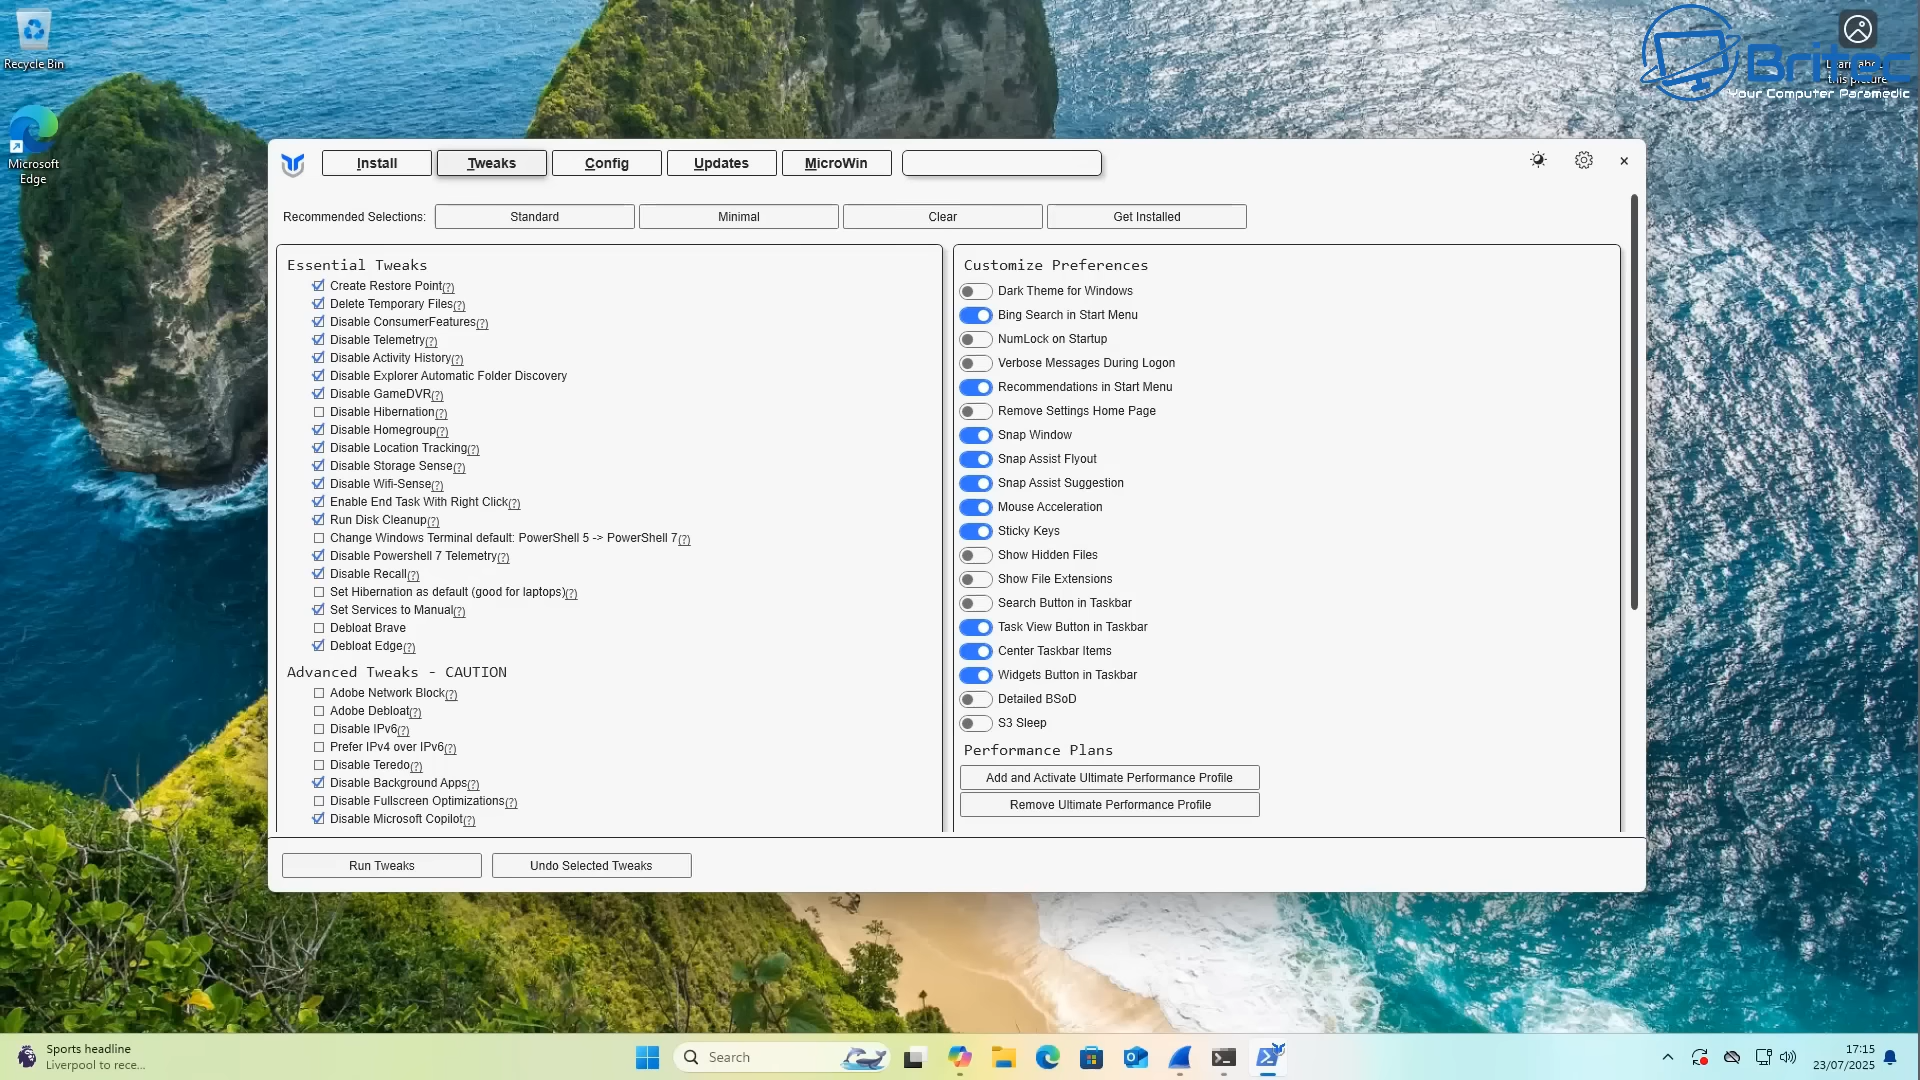 Recycle Bin
Microsoft
Edge
Britec
Your Computer Paramedic
Learn about
this picture
Install
Tweaks
Config
Updates
MicroWin
Recommended Selections:
Standard
Minimal
Clear
Get Installed
Essential Tweaks
Create Restore Point(?)
Delete Temporary Files(?)
Disable ConsumerFeatures(?)
Disable Telemetry(?)
Disable Activity History(?)
Disable Explorer Automatic Folder Discovery
Disable GameDVR(?)
Disable Hibernation(?)
Disable Homegroup(?)
Disable Location Tracking(?)
Disable Storage Sense(?)
Disable Wifi-Sense(?)
Enable End Task With Right Click(?)
Run Disk Cleanup(?)
Change Windows Terminal default: PowerShell 5 -> PowerShell 7(?)
Disable Powershell 7 Telemetry(?)
Disable Recall(?)
Set Hibernation as default (good for laptops)(?)
Set Services to Manual(?)
Debloat Brave
Debloat Edge(?)
Advanced Tweaks - CAUTION
Adobe Network Block(?)
Adobe Debloat(?)
Disable IPv6(?)
Prefer IPv4 over IPv6(?)
Disable Teredo(?)
Disable Background Apps(?)
Disable Fullscreen Optimizations(?)
Disable Microsoft Copilot(?)
Customize Preferences
Dark Theme for Windows
Bing Search in Start Menu
NumLock on Startup
Verbose Messages During Logon
Recommendations in Start Menu
Remove Settings Home Page
Snap Window
Snap Assist Flyout
Snap Assist Suggestion
Mouse Acceleration
Sticky Keys
Show Hidden Files
Show File Extensions
Search Button in Taskbar
Task View Button in Taskbar
Center Taskbar Items
Widgets Button in Taskbar
Detailed BSoD
S3 Sleep
Performance Plans
Add and Activate Ultimate Performance Profile
Remove Ultimate Performance Profile
Run Tweaks
Undo Selected Tweaks
Sports headline
Liverpool to rece...
Search
17:15
23/07/2025